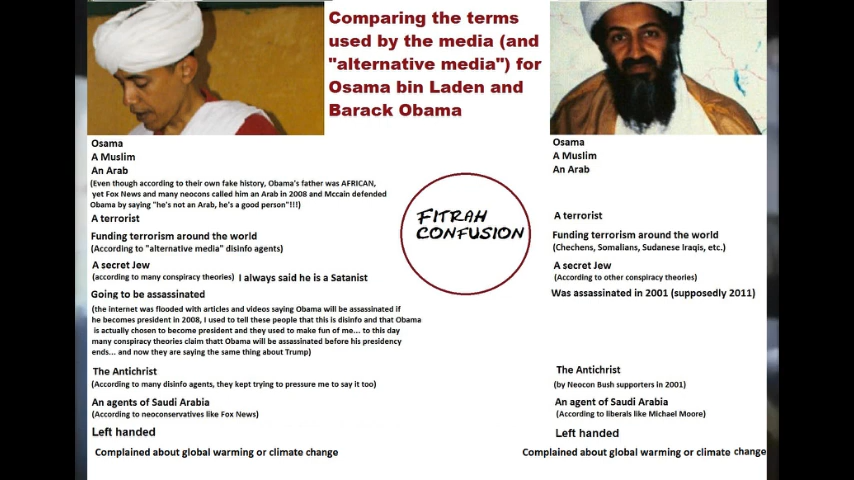 Comparing the terms
used by the media (and
"alternative media") for
Osama bin Laden and
Barack Obama
Osama
A Muslim
An Arab
(Even though according to their own fake history, Obama's father was AFRICAN,
yet Fox News and many neocons called him an Arab in 2008 and Mccain defended
Obama by saying "he's not an Arab, he's a good person"!!!)
A terrorist
Funding terrorism around the world
(According to "alternative media" disinfo agents)
A secret Jew
(according to many conspiracy theories) I always said he is a Satanist
Going to be assassinated
(the internet was flooded with articles and videos saying Obama will be assassinated if
he becomes president in 2008, I used to tell these people that this is disinfo and that Obama
is actually chosen to become president and they used to make fun of me... to this day
many conspiracy theories claim thatt Obama will be assassinated before his presidency
ends... and now they are saying the same thing about Trump)
The Antichrist
(According to many disinfo agents, they kept trying to pressure me to say it too)
An agents of Saudi Arabia
(According to neoconservatives like Fox News)
Left handed
Complained about global warming or climate change
FITRAH
CONFUSION
Osama
A Muslim
An Arab
A terrorist
Funding terrorism around the world
(Chechens, Somalians, Sudanese Iraqis, etc.)
A secret Jew
(According to other conspiracy theories)
Was assassinated in 2001 (supposedly 2011)
The Antichrist
(by Neocon Bush supporters in 2001)
An agent of Saudi Arabia
(According to liberals like Michael Moore)
Left handed
Complained about global warming or climate change